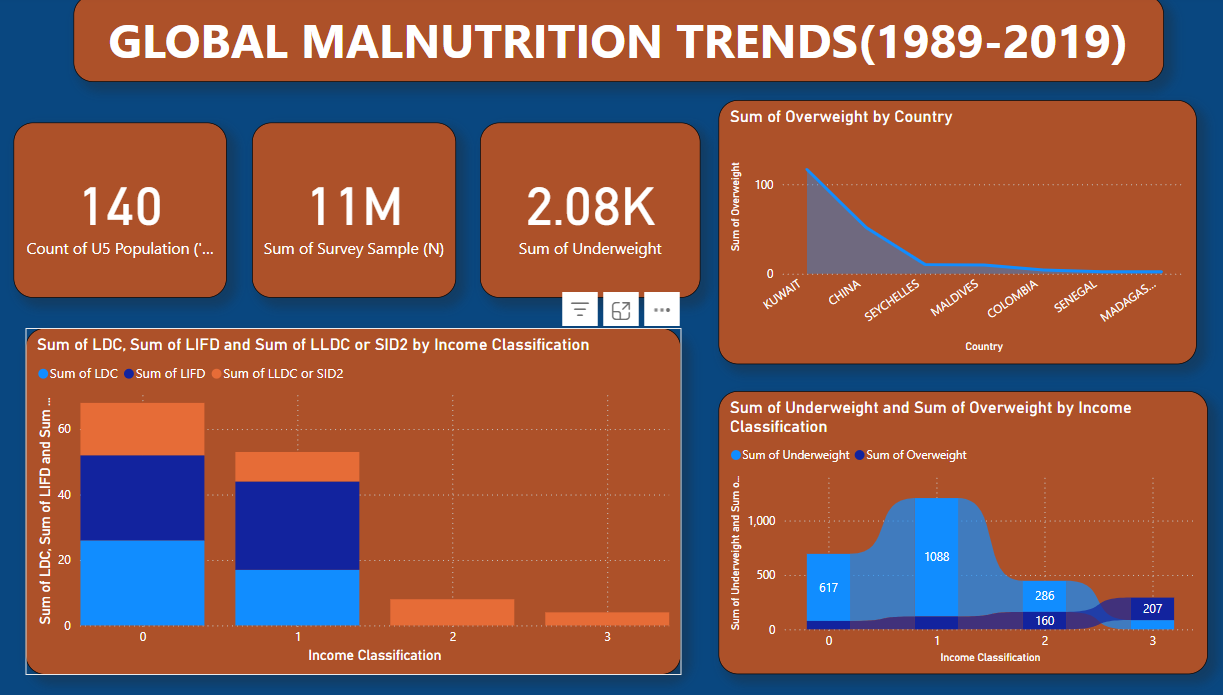 GLOBAL MALNUTRITION TRENDS(1989-2019)
140
Count of U5 Population ('...
11M
Sum of Survey Sample (N)
2.08K
Sum of Underweight
Sum of Overweight by Country
Sum of Overweight
100
0
KUWAIT
CHINA
SEYCHELLES
MALDIVES
COLOMBIA
SENEGAL
MADAGAS...
Country
Sum of LDC, Sum of LIFD and Sum of LLDC or SID2 by Income Classification
Sum of LDC Sum of LIFD Sum of LLDC or SID2
Sum of LDC, Sum of LIFD and Sum ...
60
40
20
0
0 1 2 3
Income Classification
Sum of Underweight and Sum of Overweight by Income
Classification
Sum of Underweight Sum of Overweight
Sum of Underweight and Sum o...
1,000
500
0
617
1088
286
160
207
0 1 2 3
Income Classification